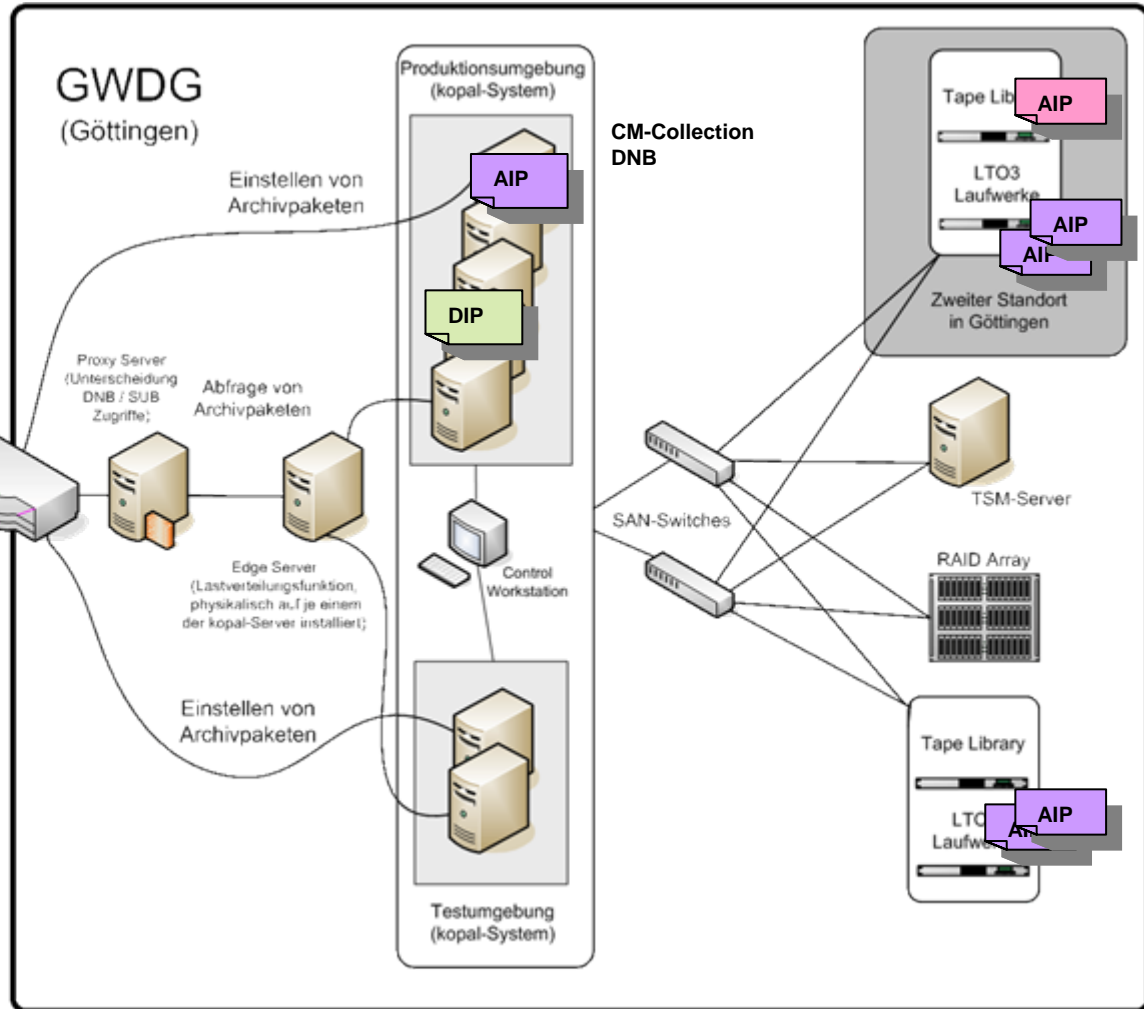 GWDG
(Göttingen)
Produktionsumgebung
(kopal-System)
CM-Collection
DNB
AIP
DIP
Einstellen von
Archivpaketen
Proxy Server
(Unterscheidung
DNB / SUB
Zugriffe)
Abfrage von
Archivpaketen
Edge Server
(Lastverteilungsfunktion,
physikalisch auf je einem
der kopal-Server installiert)
Control
Workstation
Einstellen von
Archivpaketen
Testumgebung
(kopal-System)
SAN-Switches
Tape
AIP
LTO3
Laufwerke
AIP
Zweiter Standort
in Göttingen
TSM-Server
RAID Array
Tape Library
AIP